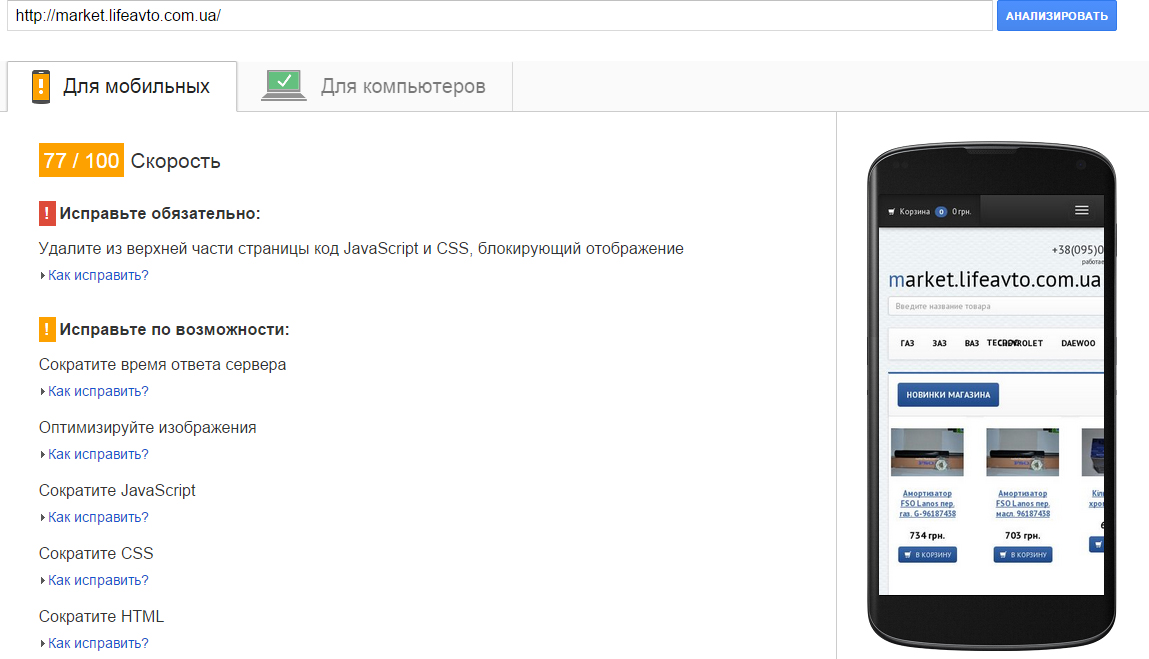 http://market.lifeavto.com.ua/
АНАЛИЗИРОВАТЬ
Для мобильных
Для компьютеров
77 / 100 Скорость
! Исправьте обязательно:
Удалите из верхней части страницы код JavaScript и CSS, блокирующий отображение
Как исправить?
! Исправьте по возможности:
Сократите время ответа сервера
Как исправить?
Оптимизируйте изображения
Как исправить?
Сократите JavaScript
Как исправить?
Сократите CSS
Как исправить?
Сократите HTML
Как исправить?
Корзина 0 0 грн.
+38(095)0
работае
market.lifeavto.com.ua
Введите название товара
ГАЗ ЗАЗ ВАЗ CHEVROLET DAEWOO
НОВИНКИ МАГАЗИНА
Амортизатор
FSO Lanos пер.
газ. G-96187438
734 грн.
В КОРЗИНУ
Амортизатор
FSO Lanos пер.
масл. 96187438
703 грн.
В КОРЗИНУ
хро
6